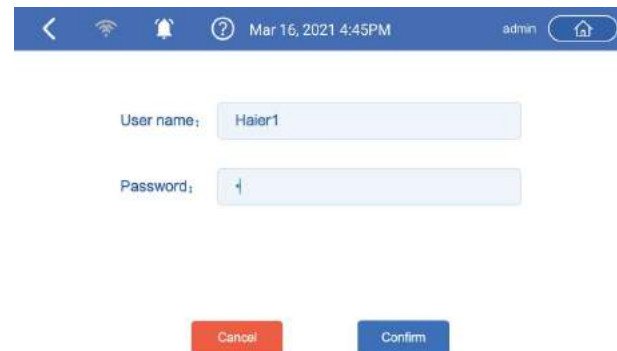 ? Mar 16, 2021 4:45PM admin
User name: Haier1
Password:
Cancel Confirm